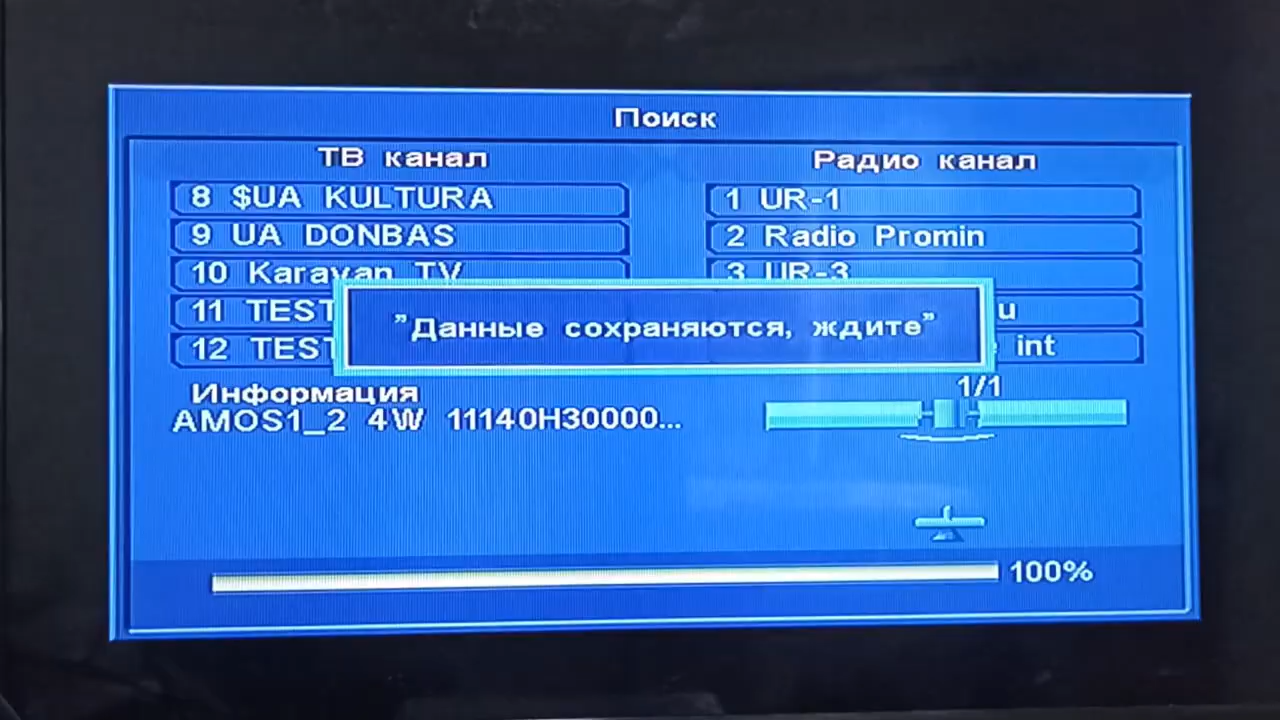 Поиск
ТВ канал
Радио канал
8 $UA KULTURA
9 UA DONBAS
10 Karavan TV
11 TEST
12 TEST
1 UR-1
2 Radio Promin
3 UR-3
u
int
"Данные сохраняются, ждите"
Информация
AMOS1_2 4W 11140H30000...
1/1
100%